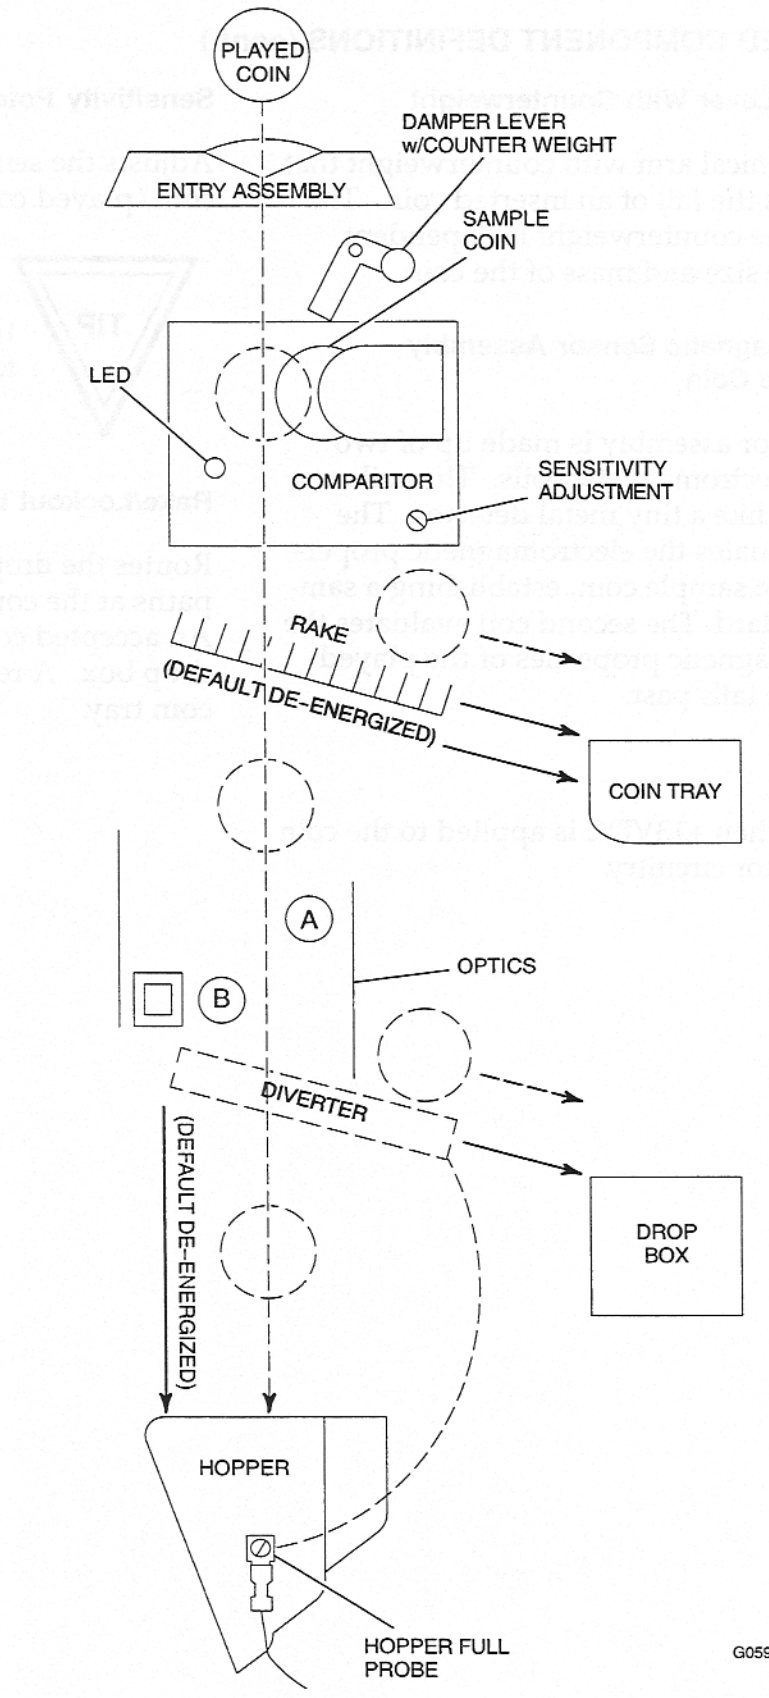 PLAYED
COIN
ENTRY ASSEMBLY
DAMPER LEVER
w/COUNTER WEIGHT
SAMPLE
COIN
LED
COMPARITOR
SENSITIVITY
ADJUSTMENT
RAKE
(DEFAULT DE-ENERGIZED)
COIN TRAY
A
OPTICS
B
DIVERTER
(DEFAULT DE-ENERGIZED)
DROP
BOX
HOPPER
HOPPER FULL
PROBE
G059